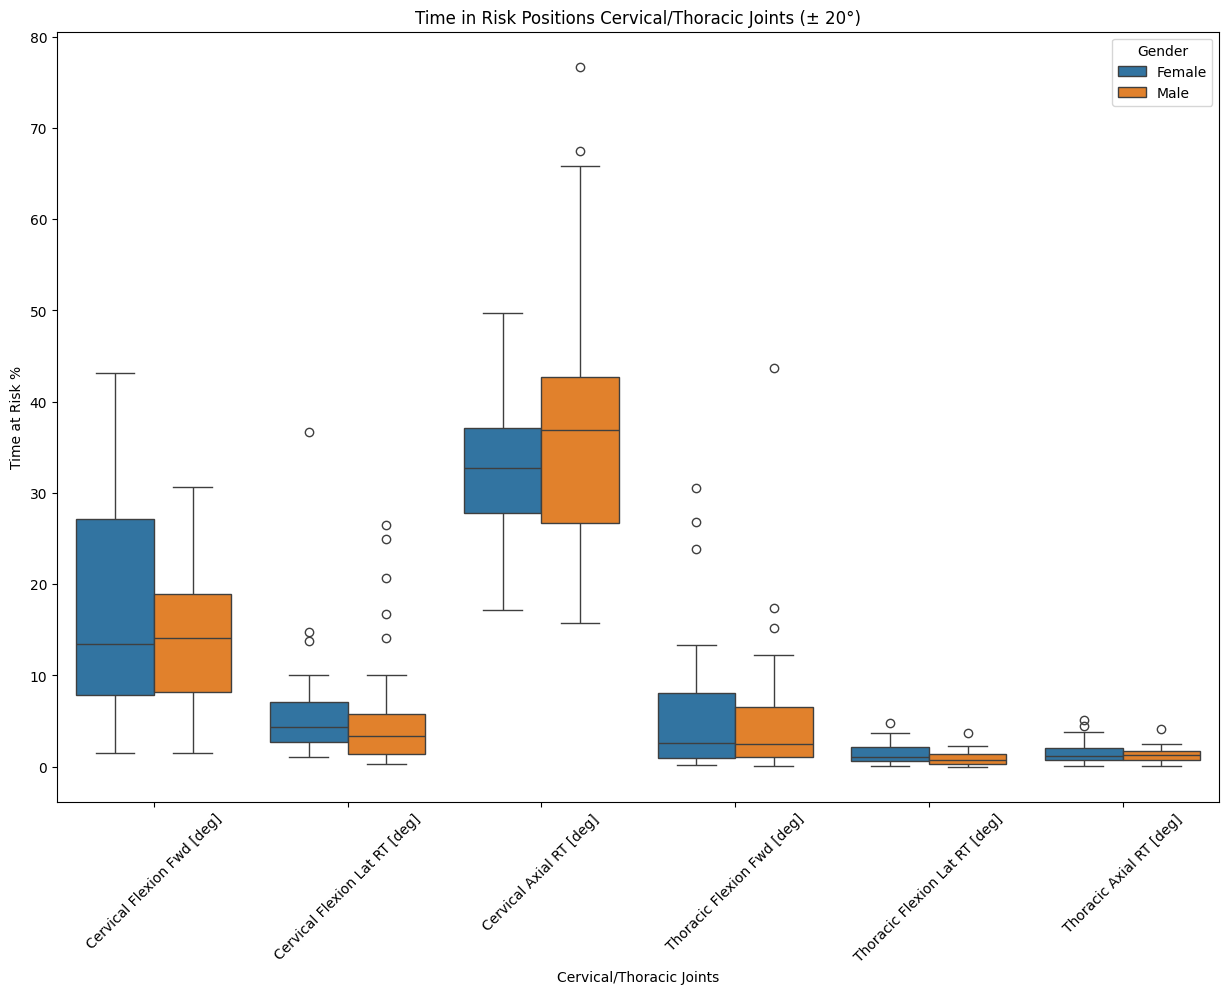 Time in Risk Positions Cervical/Thoracic Joints (± 20°)
Gender
Female
Male
80
70
60
50
40
30
20
10
0
Time at Risk %
Cervical Flexion Fwd [deg]
Cervical Flexion Lat RT [deg]
Cervical Axial RT [deg]
Thoracic Flexion Fwd [deg]
Thoracic Flexion Lat RT [deg]
Thoracic Axial RT [deg]
Cervical/Thoracic Joints